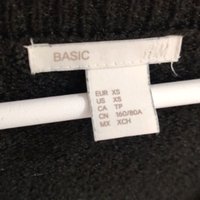 BASIC H&M
EUR XS
US XS
CA TP
CN 160/80A
MX XCH